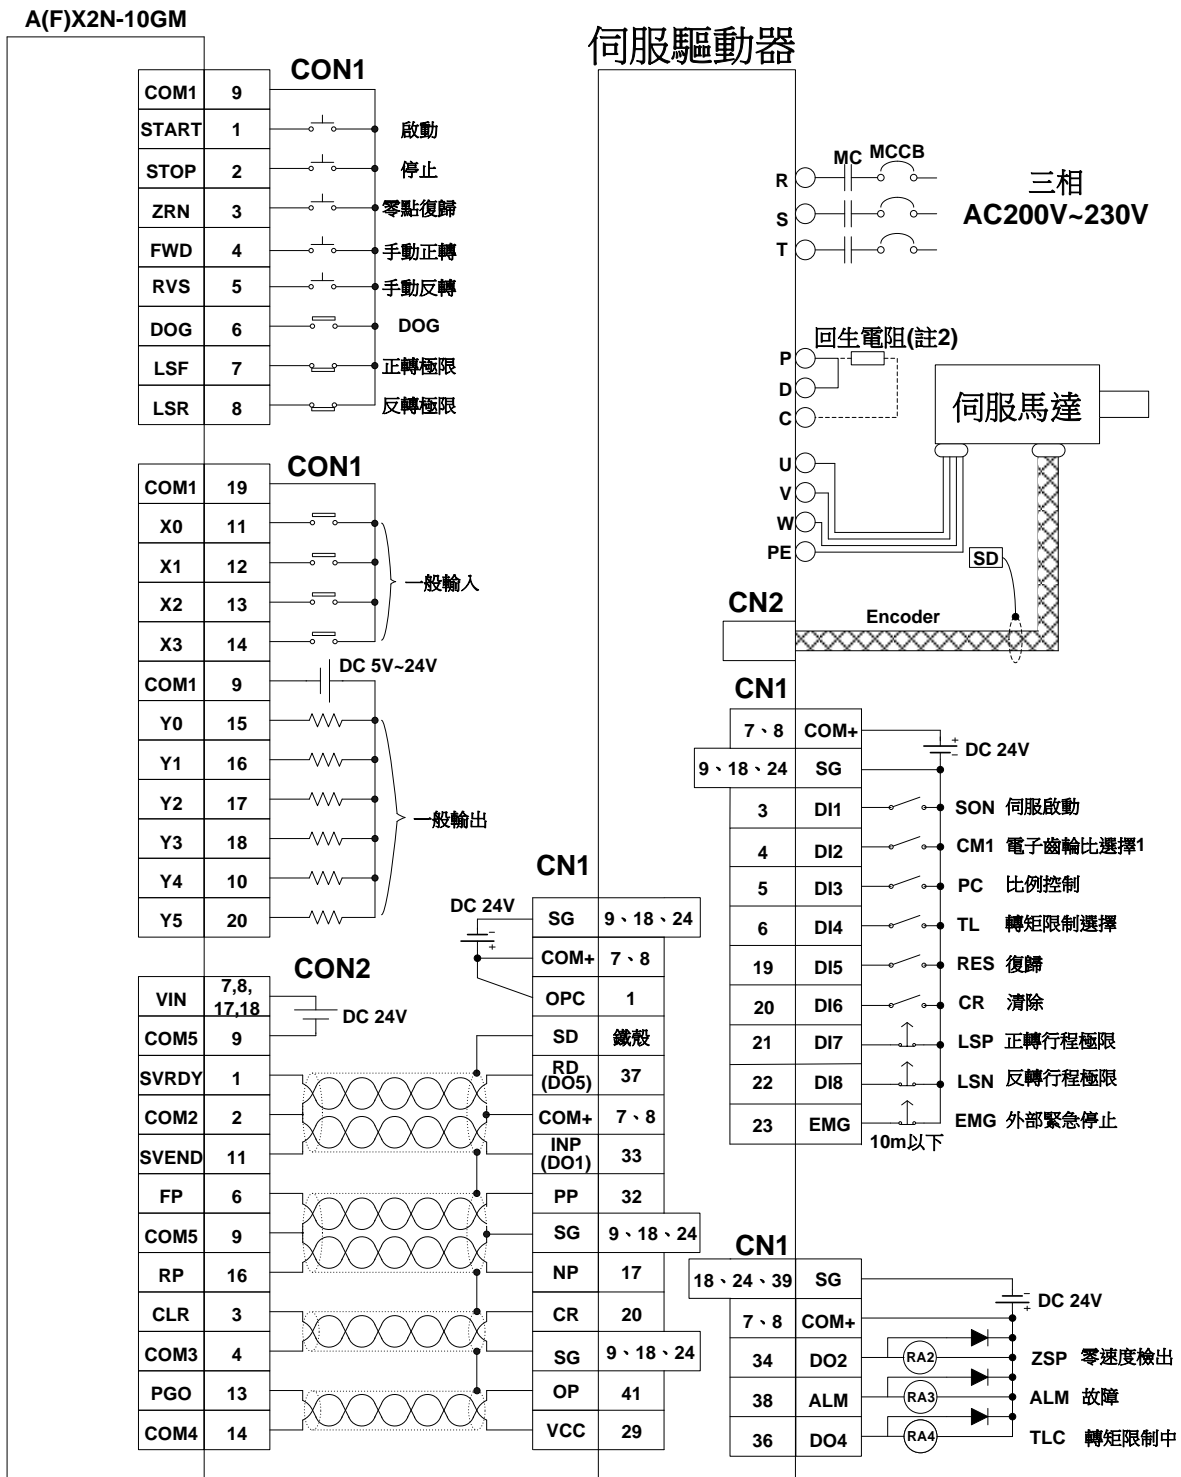 A(F)X2N-10GM
CON1
COM1 9
START 1 啟動
STOP 2 停止
ZRN 3 零點復歸
FWD 4 手動正轉
RVS 5 手動反轉
DOG 6 DOG
LSF 7 正轉極限
LSR 8 反轉極限
CON1
COM1 19
X0 11
X1 12
X2 13
X3 14
一般輸入
COM1 9 DC 5V~24V
Y0 15
Y1 16
Y2 17
Y3 18
Y4 10
Y5 20
一般輸出
CON2
VIN 7,8, 17,18
DC 24V
COM5 9
SVRDY 1
COM2 2
SVEND 11
FP 6
COM5 9
RP 16
CLR 3
COM3 4
PGO 13
COM4 14
CN1
DC 24V
SG 9、18、24
COM+ 7、8
OPC 1
SD 鐵殼
RD (DO5) 37
COM+ 7、8
INP (DO1) 33
PP 32
SG 9、18、24
NP 17
CR 20
SG 9、18、24
OP 41
VCC 29
伺服驅動器
MC MCCB
R
S
T
三相
AC200V~230V
回生電阻(註2)
P
D
C
伺服馬達
U
V
W
PE
SD
CN2
Encoder
CN1
7、8 COM+
+
- DC 24V
9、18、24 SG
3 DI1 SON 伺服啟動
4 DI2 CM1 電子齒輪比選擇1
5 DI3 PC 比例控制
6 DI4 TL 轉矩限制選擇
19 DI5 RES 復歸
20 DI6 CR 清除
21 DI7 LSP 正轉行程極限
22 DI8 LSN 反轉行程極限
23 EMG EMG 外部緊急停止
10m以下
CN1
18、24、39 SG
-
+ DC 24V
7、8 COM+
34 DO2 RA2 ZSP 零速度檢出
38 ALM RA3 ALM 故障
36 DO4 RA4 TLC 轉矩限制中